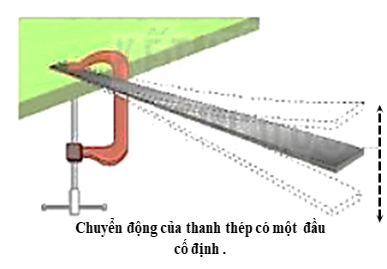 Chuyển động của thanh thép có một đầu
cố định .